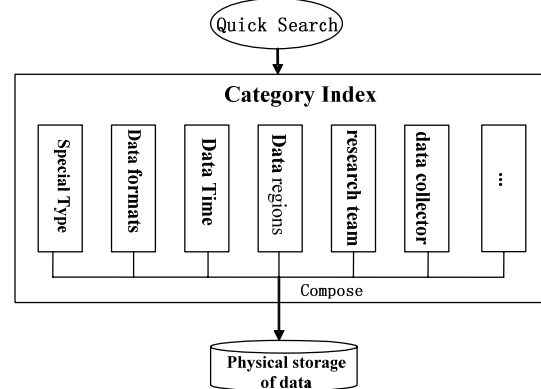 Quick Search
Category Index
Special Type
Data formats
Data Time
Data regions
research team
data collector
...
Compose
Physical storage
of data